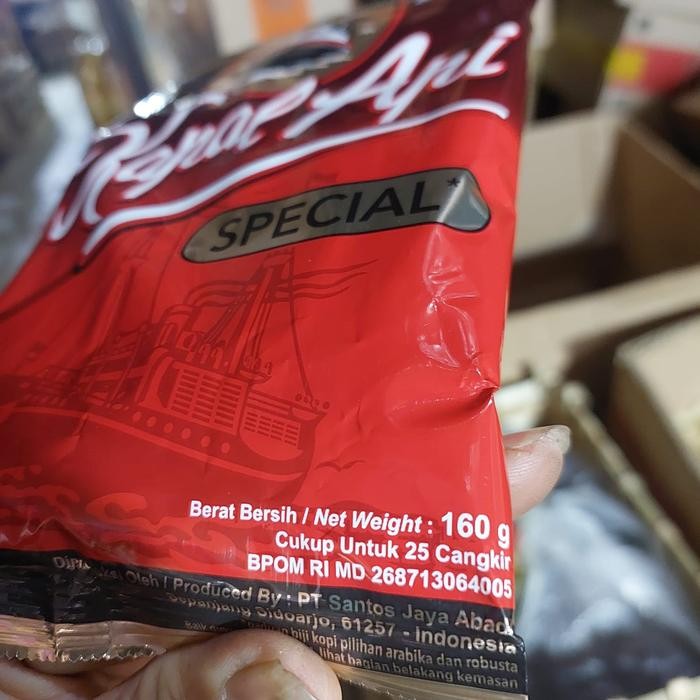 Kapal Api
SPECIAL*
Berat Bersih / Net Weight : 160 g
Cukup Untuk 25 Cangkir
BPOM RI MD 268713064005
Oleh / Produced By : PT Santos Jaya Abadi
Sepanjang Sidoarjo, 61257 - Indonesia
biji kopi pilihan arabika dan robusta
lihat bagian belakang kemasan